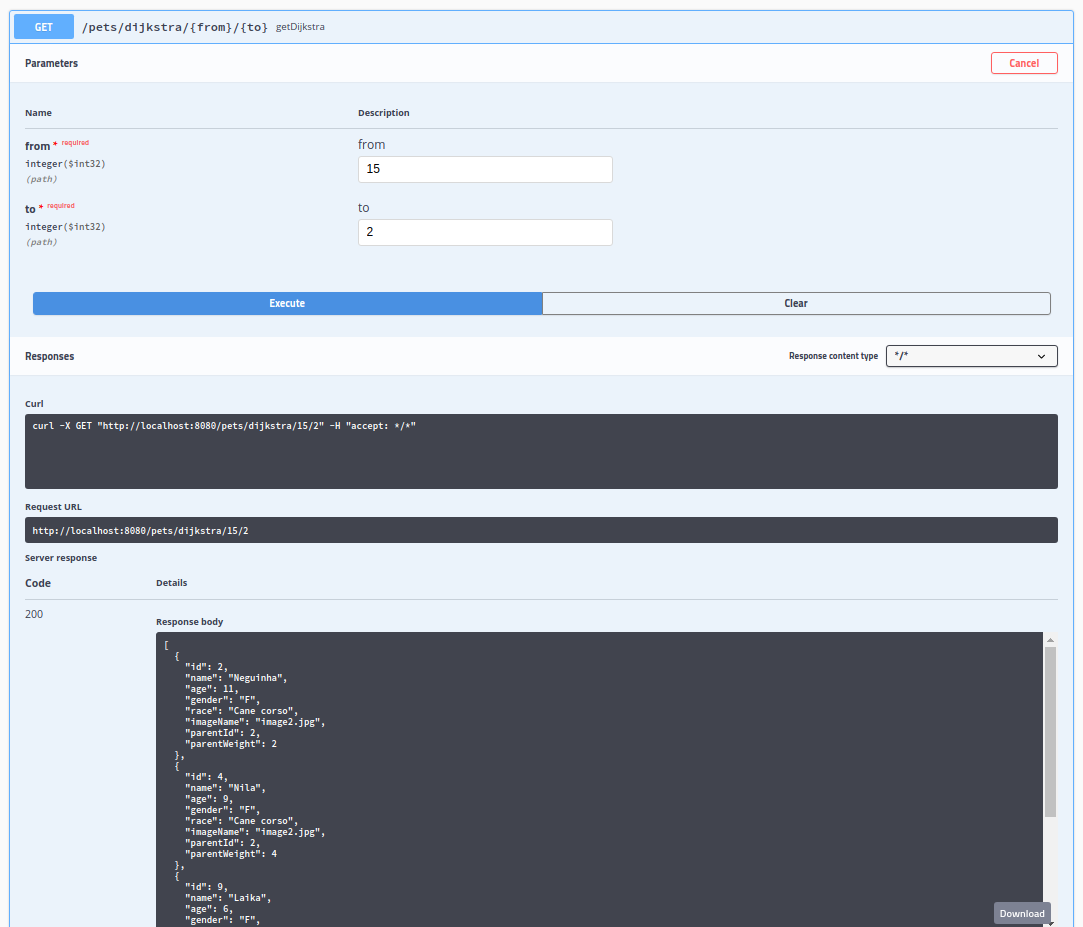 GET /pets/dijkstra/{from}/{to} getDijkstra
Parameters Cancel
Name Description
from * required from
integer($int32) 15
(path)
to * required to
integer($int32) 2
(path)
Execute Clear
Responses Response content type */*
Curl
curl -X GET "http://localhost:8080/pets/dijkstra/15/2" -H "accept: */*"
Request URL
http://localhost:8080/pets/dijkstra/15/2
Server response
Code Details
200
Response body
[
{
"id": 2,
"name": "Neguinha",
"age": 11,
"gender": "F",
"race": "Cane corso",
"imageName": "image2.jpg",
"parentId": 2,
"parentWeight": 2
},
{
"id": 4,
"name": "Nila",
"age": 9,
"gender": "F",
"race": "Cane corso",
"imageName": "image2.jpg",
"parentId": 2,
"parentWeight": 4
},
{
"id": 9,
"name": "Laika",
"age": 6,
"gender": "F",
Download